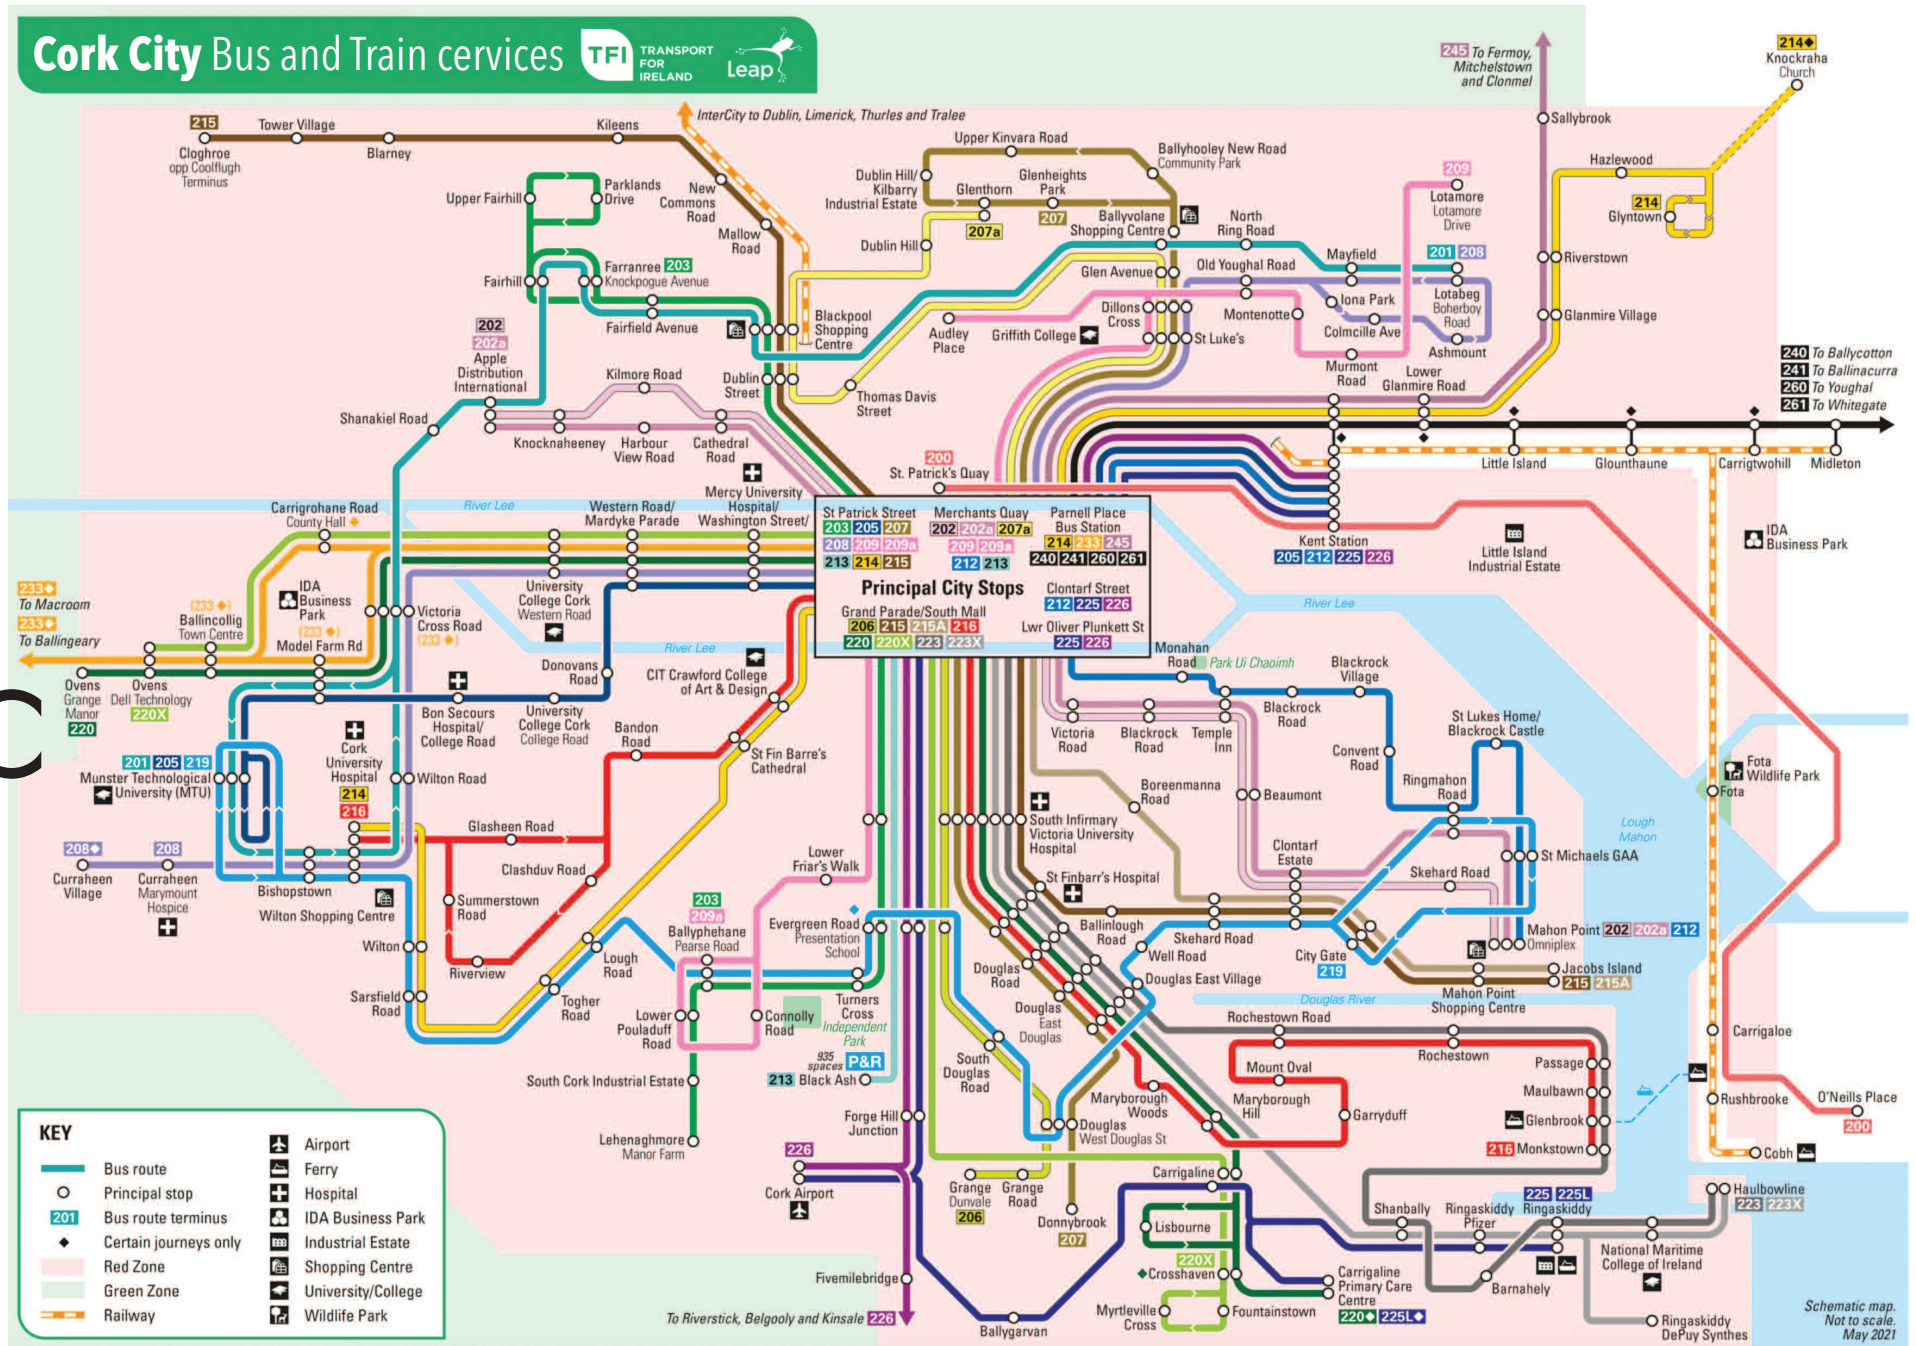 Cork City Bus and Train cervices
TFI
TRANSPORT
FOR
IRELAND
Leap
245 To Fermoy,
Mitchelstown
and Clonmel
214◆
Knockraha
Church
Sallybrook
InterCity to Dublin, Limerick, Thurles and Tralee
215
Cloghroe
opp Coolflugh
Terminus
Tower Village
Blarney
Kileens
New
Commons
Road
Mallow
Road
Upper Fairhill
Parklands
Drive
Fairhill
Farranree 203
Knockpogue Avenue
Fairfield Avenue
Blackpool
Shopping
Centre
Dublin
Street
Thomas Davis
Street
Upper Kinvara Road
Ballyhooley New Road
Community Park
Dublin Hill/
Kilbarry
Industrial Estate
Glenthorn
207a
Glenheights
Park
207
Dublin Hill
Ballyvolane
Shopping Centre
North
Ring Road
Glen Avenue
Old Youghal Road
Mayfield
201 208
Lotabeg
Boherboy
Road
209
Lotamore
Lotamore
Drive
Iona Park
Colmcille Ave
Ashmount
Dillons
Cross
Montenotte
Audley
Place
Griffith College
St Luke's
Murmont
Road
Lower
Glanmire Road
Hazlewood
214
Glyntown
Riverstown
Glanmire Village
240 To Ballycotton
241 To Ballinacurra
260 To Youghal
261 To Whitegate
Little Island
Glounthaune
Carrigtwohill
Midleton
202
202a
Apple
Distribution
International
Shanakiel Road
Kilmore Road
Knocknaheeney
Harbour
View Road
Cathedral
Road
200
St. Patrick's Quay
Mercy University
Hospital/
Washington Street/
Western Road/
Mardyke Parade
River Lee
Carrigrohane Road
County Hall ◆
St Patrick Street
203 205 207
208 209 209a
213 214 215
Merchants Quay
202 202a 207a
209 209a
212 213
Parnell Place
Bus Station
214 233 245
240 241 260 261
Principal City Stops
Grand Parade/South Mall
206 215 215A 216
220 220X 223 223X
Clontarf Street
212 225 226
Lwr Oliver Plunkett St
225 226
Kent Station
205 212 225 226
Little Island
Industrial Estate
IDA
Business Park
River Lee
233◆
To Macroom
233◆
To Ballingeary
(233 ◆)
Ballincollig
Town Centre
IDA
Business
Park
(233 ◆)
Model Farm Rd
Victoria
Cross Road
(233 ◆)
University
College Cork
Western Road
River Lee
Ovens
Grange
Manor
220
Ovens
Dell Technology
220X
Donovans
Road
CIT Crawford College
of Art & Design
Bon Secours
Hospital/
College Road
University
College Cork
College Road
Bandon
Road
St Fin Barre's
Cathedral
201 205 219
Munster Technological
University (MTU)
Cork
University
Hospital
214
216
Wilton Road
208◆
Curraheen
Village
208
Curraheen
Marymount
Hospice
Bishopstown
Wilton Shopping Centre
Glasheen Road
Clashduv Road
Summerstown
Road
Wilton
Riverview
Sarsfield
Road
Togher
Road
Lough
Road
Monahan
Road
Park Ui Chaoimh
Blackrock
Village
Blackrock
Road
St Lukes Home/
Blackrock Castle
Victoria
Road
Blackrock
Road
Temple
Inn
Convent
Road
Ringmahon
Road
Boreenmanna
Road
Beaumont
South Infirmary
Victoria University
Hospital
Clontarf
Estate
St Michaels GAA
Skehard Road
Lough
Mahon
Fota
Wildlife Park
Fota
Lower
Friar's Walk
St Finbarr's Hospital
203
209a
Ballyphehane
Pearse Road
Evergreen Road
Presentation
School
Ballinlough
Road
Skehard Road
Well Road
City Gate
219
Mahon Point 202 202a 212
Omniplex
Jacobs Island
215 215A
Mahon Point
Shopping Centre
Douglas
Road
Douglas East Village
Douglas River
Turners
Cross
Independent
Park
Lower
Pouladuff
Road
Connolly
Road
935
spaces P&R
213 Black Ash
South Cork Industrial Estate
Lehenaghmore
Manor Farm
Douglas
East
Douglas
South
Douglas
Road
Rochestown Road
Rochestown
Mount Oval
Maryborough
Hill
Garryduff
Maryborough
Woods
Passage
Maulbawn
Glenbrook
216 Monkstown
Carrigaloe
Rushbrooke
O'Neills Place
200
Cobh
Forge Hill
Junction
Douglas
West Douglas St
226
Cork Airport
Grange
Dunvale
206
Grange
Road
Donnybrook
207
Carrigaline
Lisbourne
220X
◆Crosshaven
Myrtleville
Cross
Fountainstown
Carrigaline
Primary Care
Centre
220◆ 225L◆
Shanbally
Ringaskiddy
Pfizer
225 225L
Ringaskiddy
Haulbowline
223 223X
National Maritime
College of Ireland
Barnahely
Ringaskiddy
DePuy Synthes
Fivemilebridge
To Riverstick, Belgooly and Kinsale 226
Ballygarvan
KEY
Bus route
Principal stop
201 Bus route terminus
Certain journeys only
Red Zone
Green Zone
Railway
Airport
Ferry
Hospital
IDA Business Park
Industrial Estate
Shopping Centre
University/College
Wildlife Park
Schematic map.
Not to scale.
May 2021
C